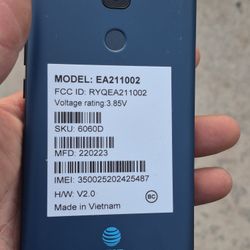 MODEL: EA211002
FCC ID: RYQEA211002
Voltage rating:3.85V
SKU: 6060D
MFD: 220223
IMEI: 350025202425487
H/W: V2.0
BC
Made in Vietnam